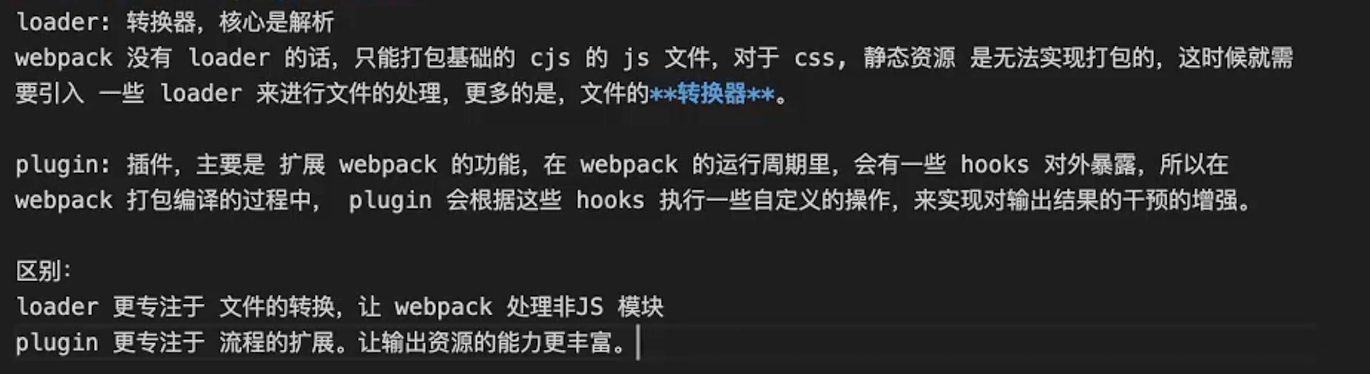 loader: 转换器，核心是解析
webpack 没有 loader 的话，只能打包基础的 cjs 的 js 文件，对于 css, 静态资源 是无法实现打包的，这时候就需
要引入 一些 loader 来进行文件的处理，更多的是，文件的**转换器**。
plugin: 插件，主要是 扩展 webpack 的功能，在 webpack 的运行周期里，会有一些 hooks 对外暴露，所以在
webpack 打包编译的过程中， plugin 会根据这些 hooks 执行一些自定义的操作，来实现对输出结果的干预的增强。
区别：
loader 更专注于 文件的转换，让 webpack 处理非JS 模块
plugin 更专注于 流程的扩展。让输出资源的能力更丰富。